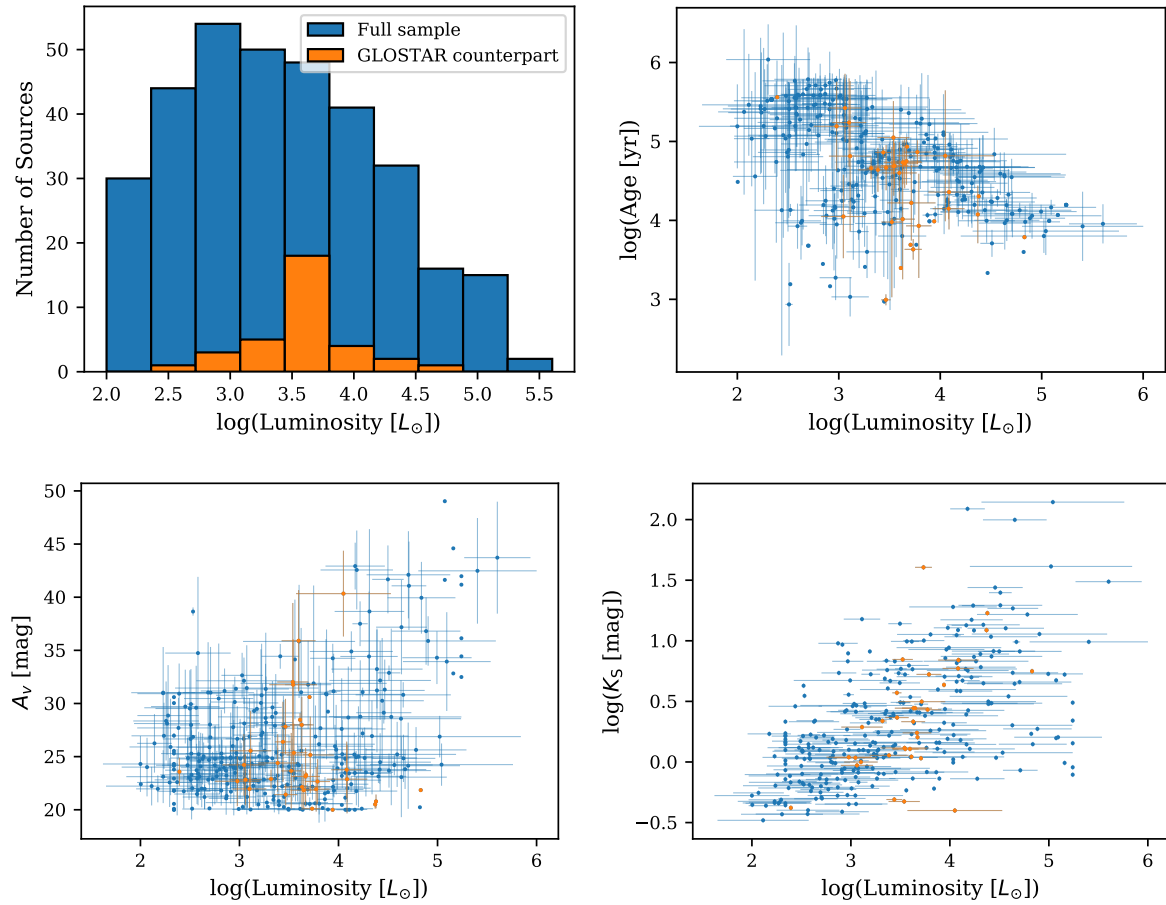 Full sample
GLOSTAR counterpart
Number of Sources
50
40
30
20
10
0
2.0 2.5 3.0 3.5 4.0 4.5 5.0 5.5
log(Luminosity [L⊙])
log(Age [yr])
6
5
4
3
2 3 4 5 6
log(Luminosity [L⊙])
A_v [mag]
50
45
40
35
30
25
20
2 3 4 5 6
log(Luminosity [L⊙])
log(K_S [mag])
2.0
1.5
1.0
0.5
0.0
−0.5
2 3 4 5 6
log(Luminosity [L⊙])